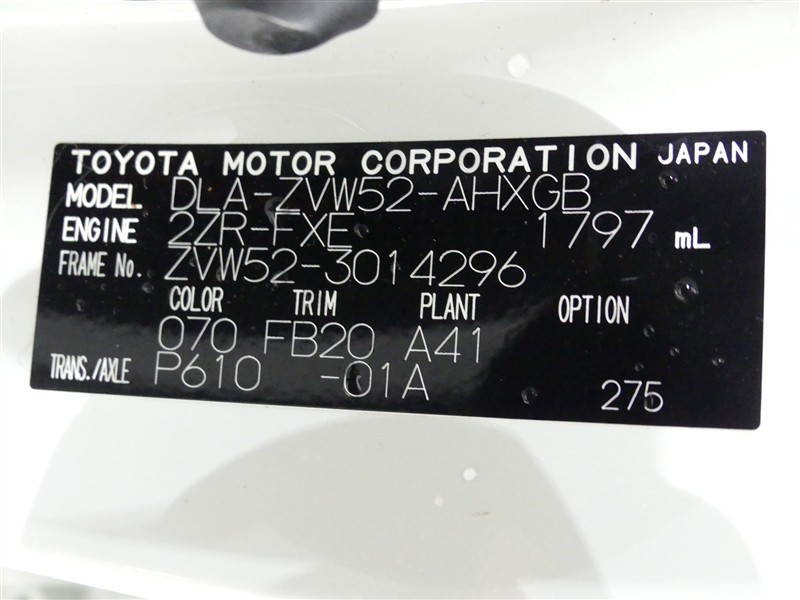 TOYOTA MOTOR CORPORATION JAPAN
MODEL DLA-ZVW52-AHXGB
ENGINE 2ZR-FXE 1797 mL
FRAME No. ZVW52-3014296
COLOR TRIM PLANT OPTION
070 FB20 A41
TRANS./AXLE P610 -01A 275